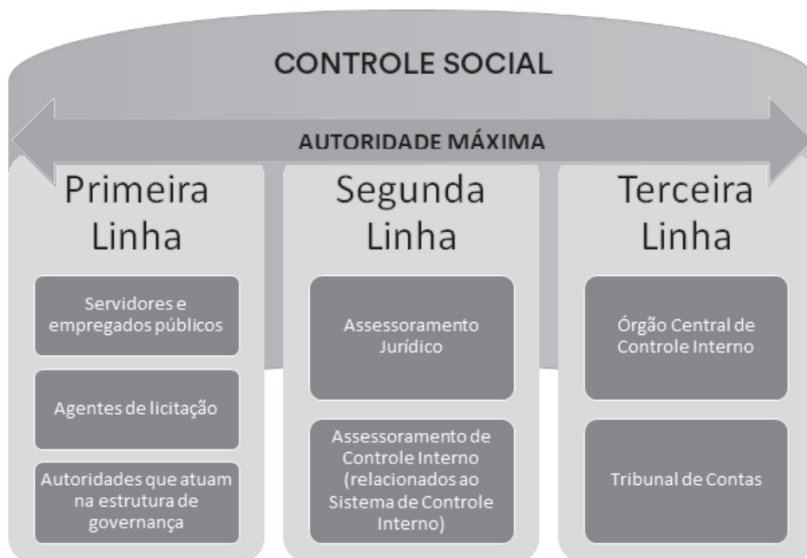 CONTROLE SOCIAL
AUTORIDADE MÁXIMA
Primeira
Linha
Servidores e
empregados públicos
Agentes de licitação
Autoridades que atuam
na estrutura de
governança
Segunda
Linha
Assessoramento
Jurídico
Assessoramento de
Controle Interno
(relacionados ao
Sistema de Controle
Interno)
Terceira
Linha
Órgão Central de
Controle Interno
Tribunal de Contas